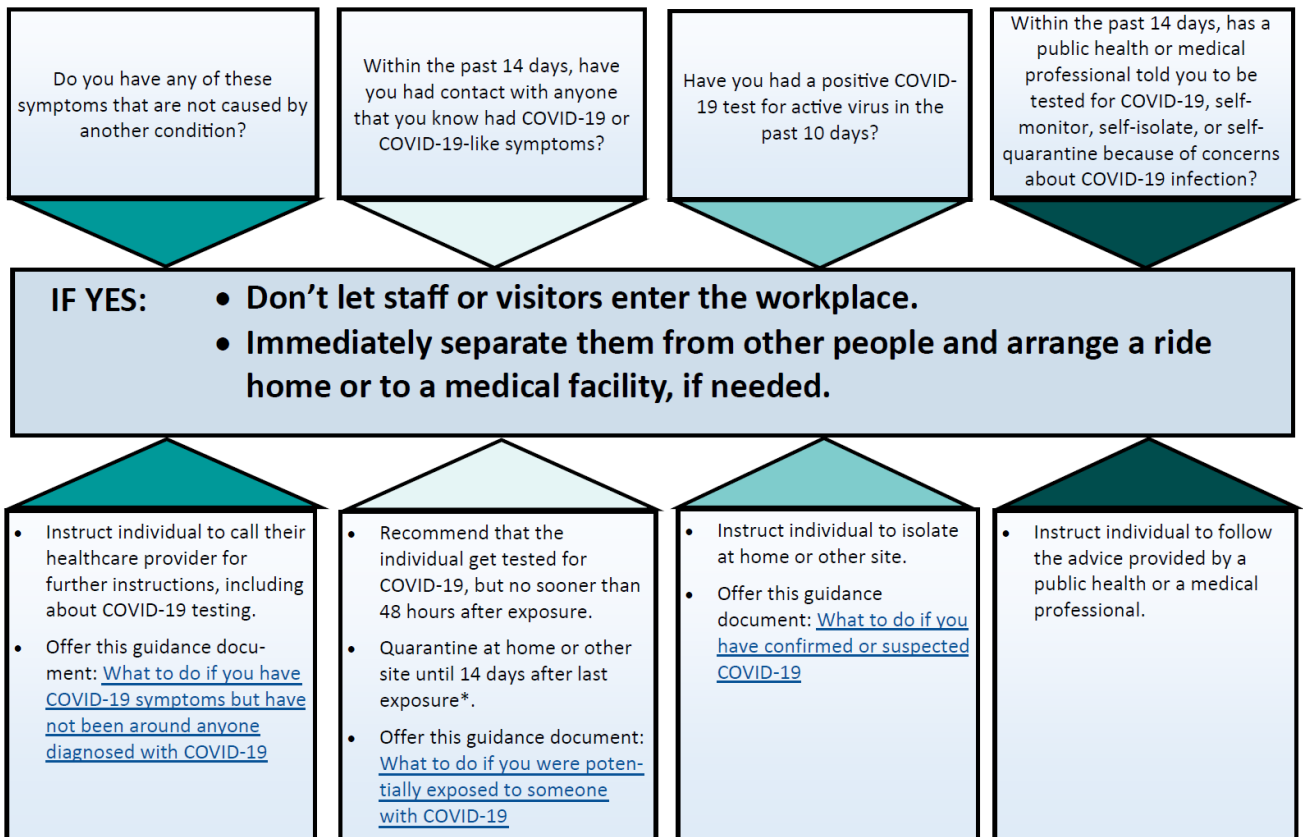 Do you have any of these
symptoms that are not caused by
another condition?
Within the past 14 days, have
you had contact with anyone
that you know had COVID-19 or
COVID-19-like symptoms?
Have you had a positive COVID-
19 test for active virus in the
past 10 days?
Within the past 14 days, has a
public health or medical
professional told you to be
tested for COVID-19, self-
monitor, self-isolate, or self-
quarantine because of concerns
about COVID-19 infection?
IF YES:
• Don’t let staff or visitors enter the workplace.
• Immediately separate them from other people and arrange a ride
home or to a medical facility, if needed.
• Instruct individual to call their
healthcare provider for
further instructions, including
about COVID-19 testing.
• Offer this guidance docu-
ment: What to do if you have
COVID-19 symptoms but have
not been around anyone
diagnosed with COVID-19
• Recommend that the
individual get tested for
COVID-19, but no sooner than
48 hours after exposure.
• Quarantine at home or other
site until 14 days after last
exposure*.
• Offer this guidance document:
What to do if you were poten-
tially exposed to someone
with COVID-19
• Instruct individual to isolate
at home or other site.
• Offer this guidance
document: What to do if you
have confirmed or suspected
COVID-19
• Instruct individual to follow
the advice provided by a
public health or a medical
professional.